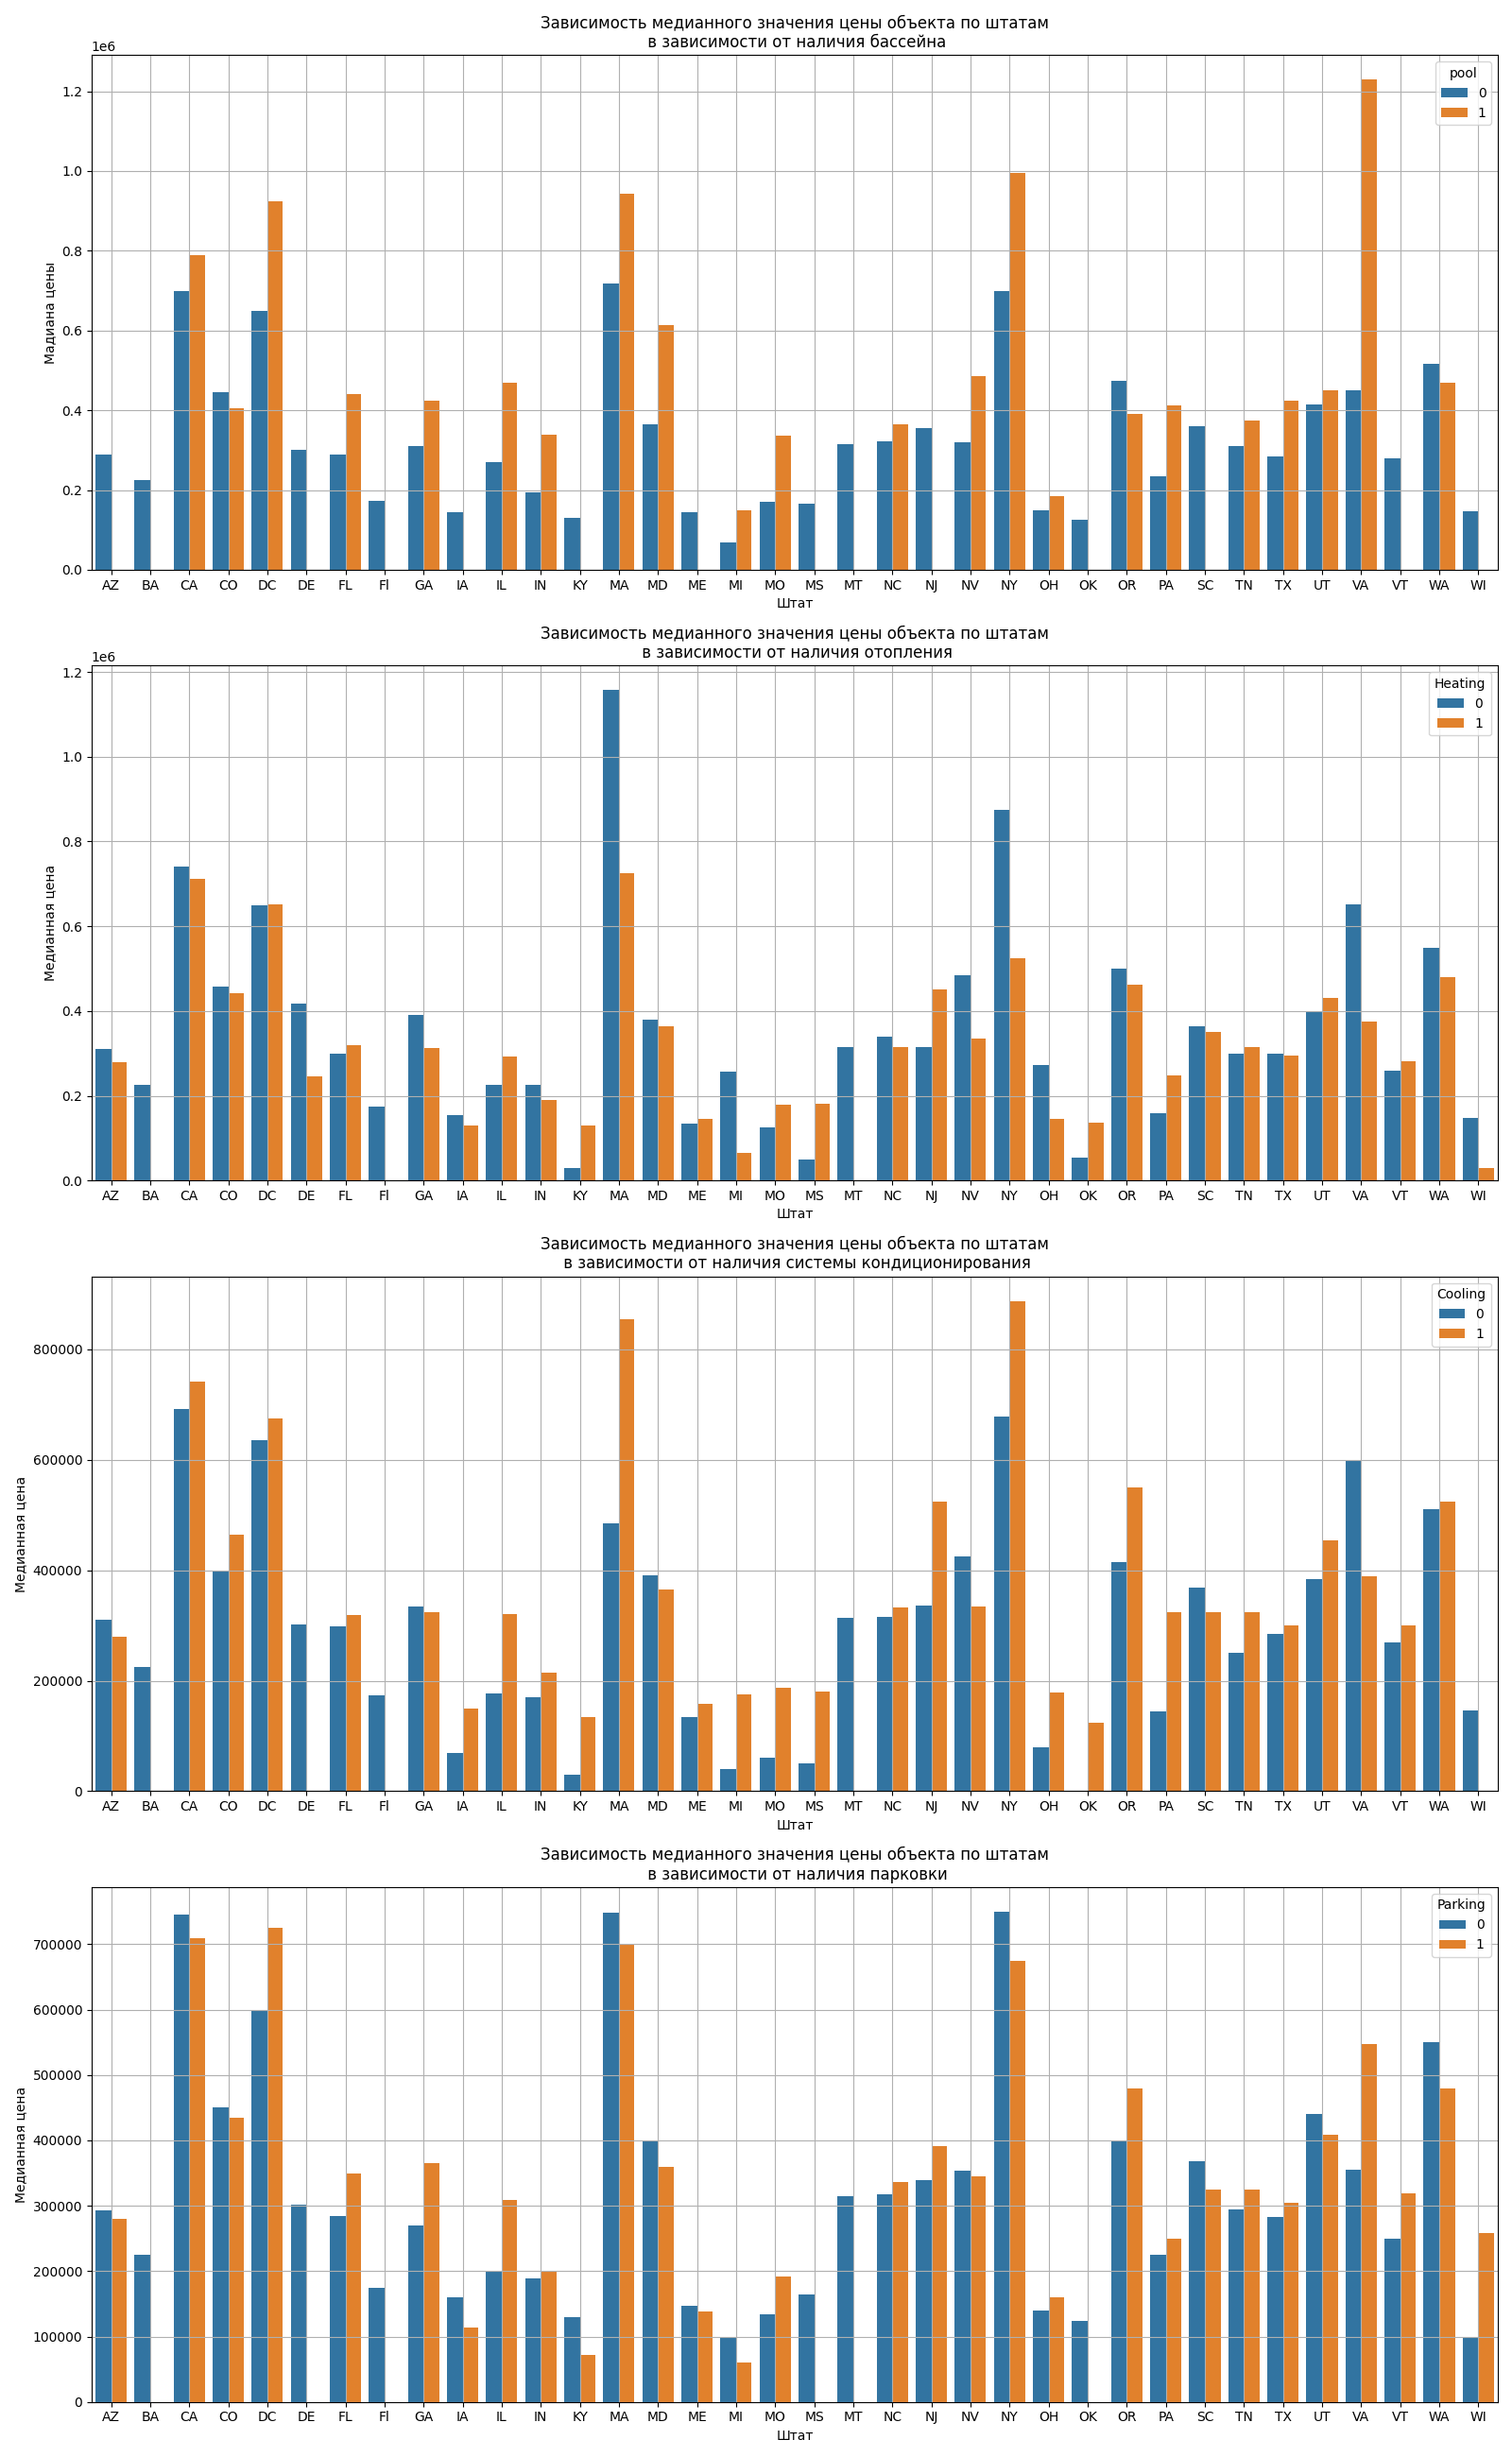 Зависимость медианного значения цены объекта по штатам
в зависимости от наличия бассейна
1e6
pool
0
1
1.2
1.0
0.8
0.6
0.4
0.2
0.0
Мадиана цены
AZ BA CA CO DC DE FL Fl GA IA IL IN KY MA MD ME MI MO MS MT NC NJ NV NY OH OK OR PA SC TN TX UT VA VT WA WI
Штат
Зависимость медианного значения цены объекта по штатам
в зависимости от наличия отопления
1e6
Heating
0
1
1.2
1.0
0.8
0.6
0.4
0.2
0.0
Медианная цена
AZ BA CA CO DC DE FL Fl GA IA IL IN KY MA MD ME MI MO MS MT NC NJ NV NY OH OK OR PA SC TN TX UT VA VT WA WI
Штат
Зависимость медианного значения цены объекта по штатам
в зависимости от наличия системы кондиционирования
Cooling
0
1
800000
600000
400000
200000
0
Медианная цена
AZ BA CA CO DC DE FL Fl GA IA IL IN KY MA MD ME MI MO MS MT NC NJ NV NY OH OK OR PA SC TN TX UT VA VT WA WI
Штат
Зависимость медианного значения цены объекта по штатам
в зависимости от наличия парковки
Parking
0
1
700000
600000
500000
400000
300000
200000
100000
0
Медианная цена
AZ BA CA CO DC DE FL Fl GA IA IL IN KY MA MD ME MI MO MS MT NC NJ NV NY OH OK OR PA SC TN TX UT VA VT WA WI
Штат